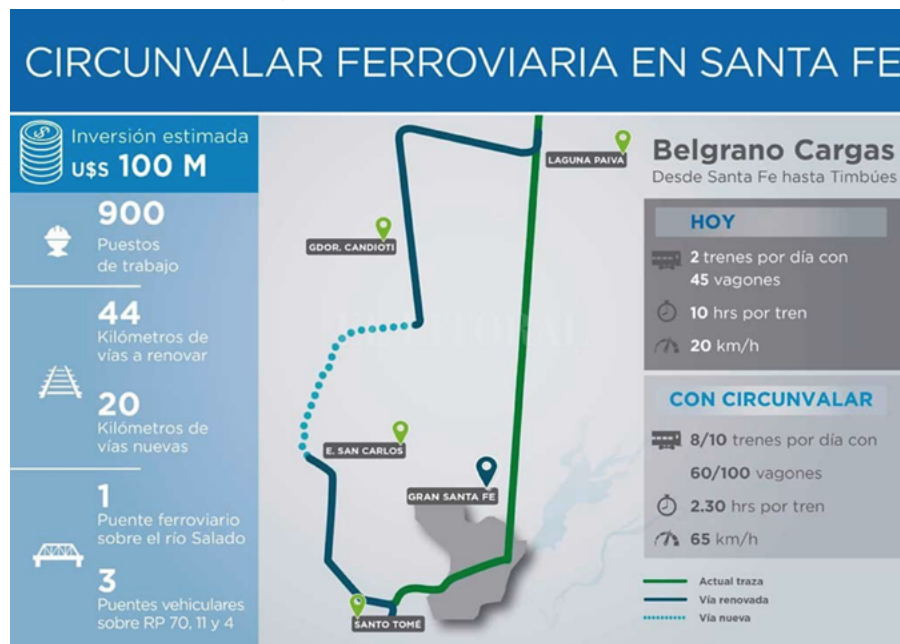 CIRCUNVALAR FERROVIARIA EN SANTA FE
Inversión estimada
U$S 100 M
900
Puestos
de trabajo
44
Kilómetros de
vías a renovar
20
Kilómetros de
vías nuevas
1
Puente ferroviario
sobre el río Salado
3
Puentes vehiculares
sobre RP 70, 11 y 4
LAGUNA PAIVA
GDOR. CANDIOTI
E. SAN CARLOS
GRAN SANTA FE
SANTO TOMÉ
Belgrano Cargas
Desde Santa Fe hasta Timbúes
HOY
2 trenes por día con
45 vagones
10 hrs por tren
20 km/h
CON CIRCUNVALAR
8/10 trenes por día con
60/100 vagones
2.30 hrs por tren
65 km/h
Actual traza
Vía renovada
Vía nueva